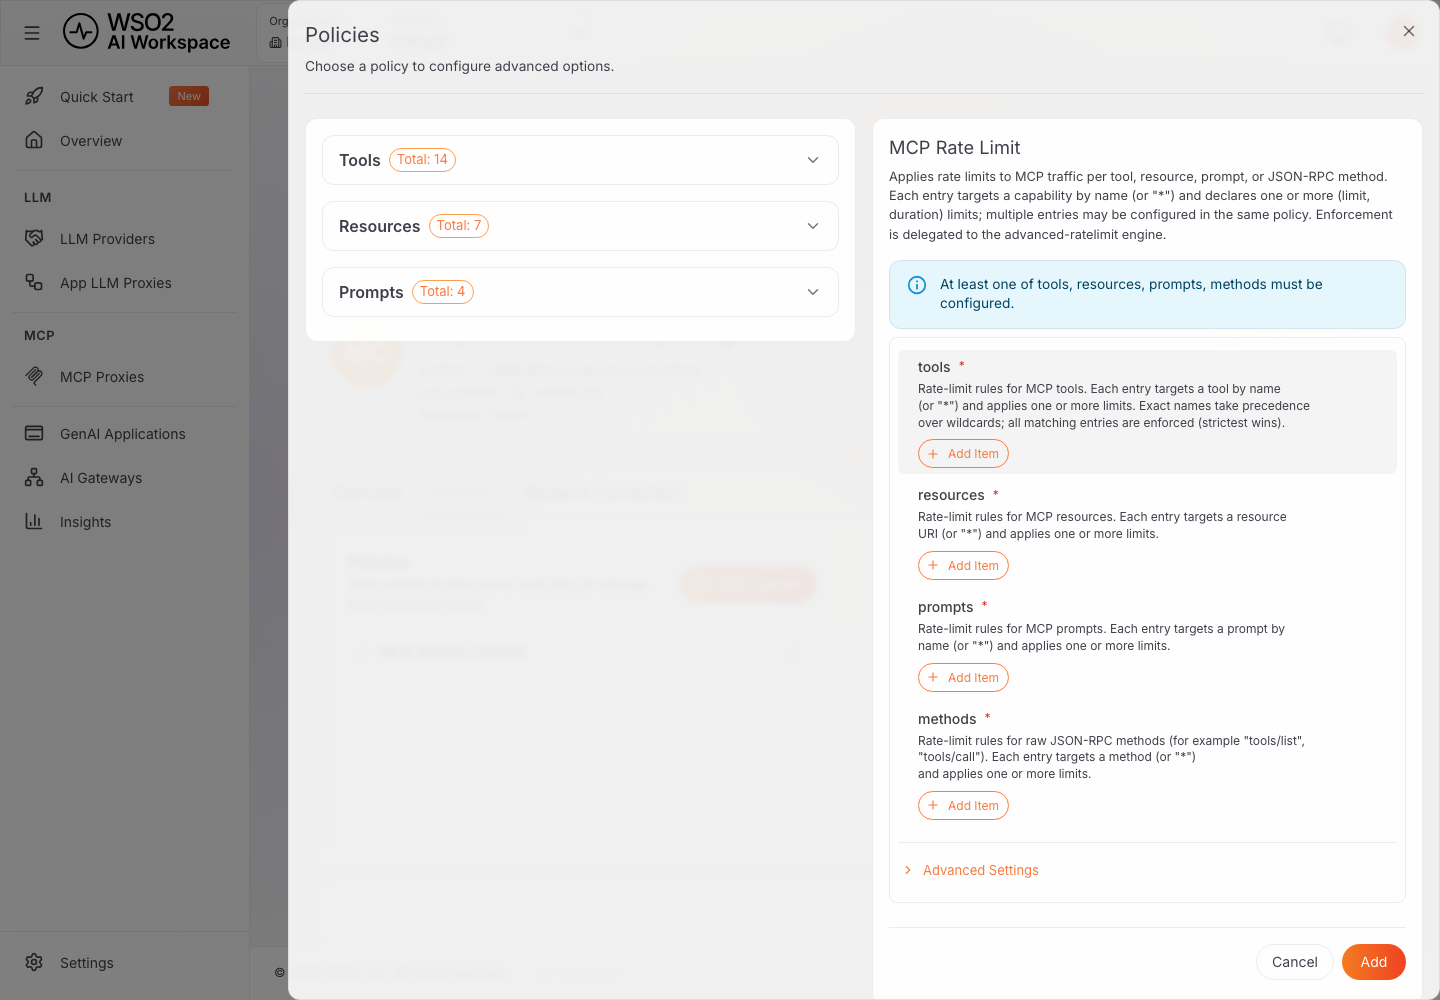 WSO2
AI Workspace
Org
Quick Start
New
Overview
LLM
LLM Providers
App LLM Proxies
MCP
MCP Proxies
GenAI Applications
AI Gateways
Insights
Settings
©
Policies
Choose a policy to configure advanced options.
Tools
Total: 14
Resources
Total: 7
Prompts
Total: 4
MCP Rate Limit
Applies rate limits to MCP traffic per tool, resource, prompt, or JSON-RPC method.
Each entry targets a capability by name (or "*") and declares one or more (limit,
duration) limits; multiple entries may be configured in the same policy. Enforcement
is delegated to the advanced-ratelimit engine.
At least one of tools, resources, prompts, methods must be
configured.
tools *
Rate-limit rules for MCP tools. Each entry targets a tool by name
(or "*") and applies one or more limits. Exact names take precedence
over wildcards; all matching entries are enforced (strictest wins).
+ Add Item
resources *
Rate-limit rules for MCP resources. Each entry targets a resource
URI (or "*") and applies one or more limits.
+ Add Item
prompts *
Rate-limit rules for MCP prompts. Each entry targets a prompt by
name (or "*") and applies one or more limits.
+ Add Item
methods *
Rate-limit rules for raw JSON-RPC methods (for example "tools/list",
"tools/call"). Each entry targets a method (or "*")
and applies one or more limits.
+ Add Item
Advanced Settings
Cancel
Add